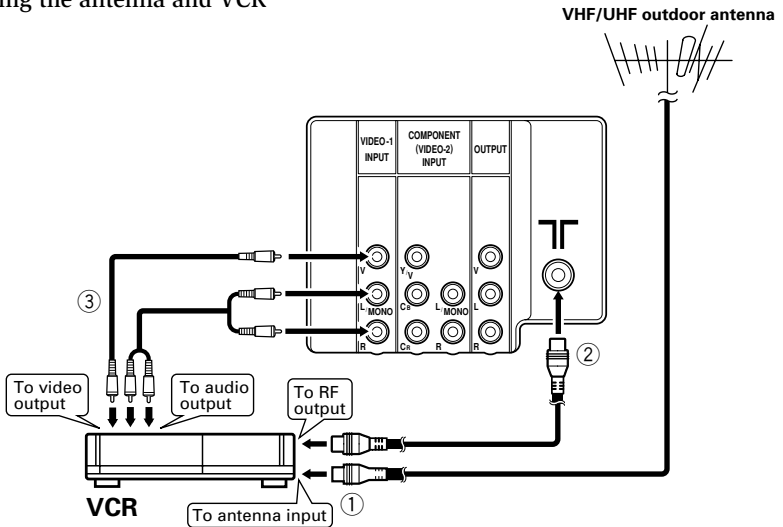 ing the antenna and VCR
VHF/UHF outdoor antenna
VIDEO-1
INPUT
COMPONENT
(VIDEO-2)
INPUT
OUTPUT
V
Y/V
V
L/MONO
CB
L/MONO
L
R
CR
R
R
③
②
To video
output
To audio
output
To RF
output
VCR
To antenna input
①